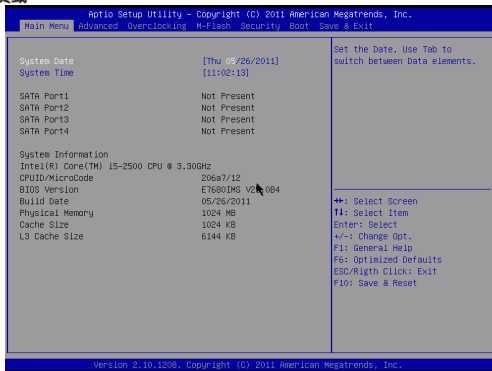 Aptio Setup Utility – Copyright (C) 2011 American Megatrends, Inc.
Main Menu Advanced Overclocking M-Flash Security Boot Save & Exit
System Date [Thu 05/26/2011]
System Time [11:02:13]
SATA Port1 Not Present
SATA Port2 Not Present
SATA Port3 Not Present
SATA Port4 Not Present
System Information
Intel(R) Core(TM) i5-2500 CPU @ 3.30GHz
CPUID/MicroCode 206a7/12
BIOS Version E7680IMS
Build Date 05/26/2011
Physical Memory 1024 MB
Cache Size 1024 KB
L3 Cache Size 6144 KB
Set the Date. Use Tab to
switch between Data elements.
→←: Select Screen
↑↓: Select Item
Enter: Select
+/-: Change Opt.
F1: General Help
F6: Optimized Defaults
ESC/Rigth Click: Exit
F10: Save & Reset
Version 2.10.1208. Copyright (C) 2011 American Megatrends, Inc.